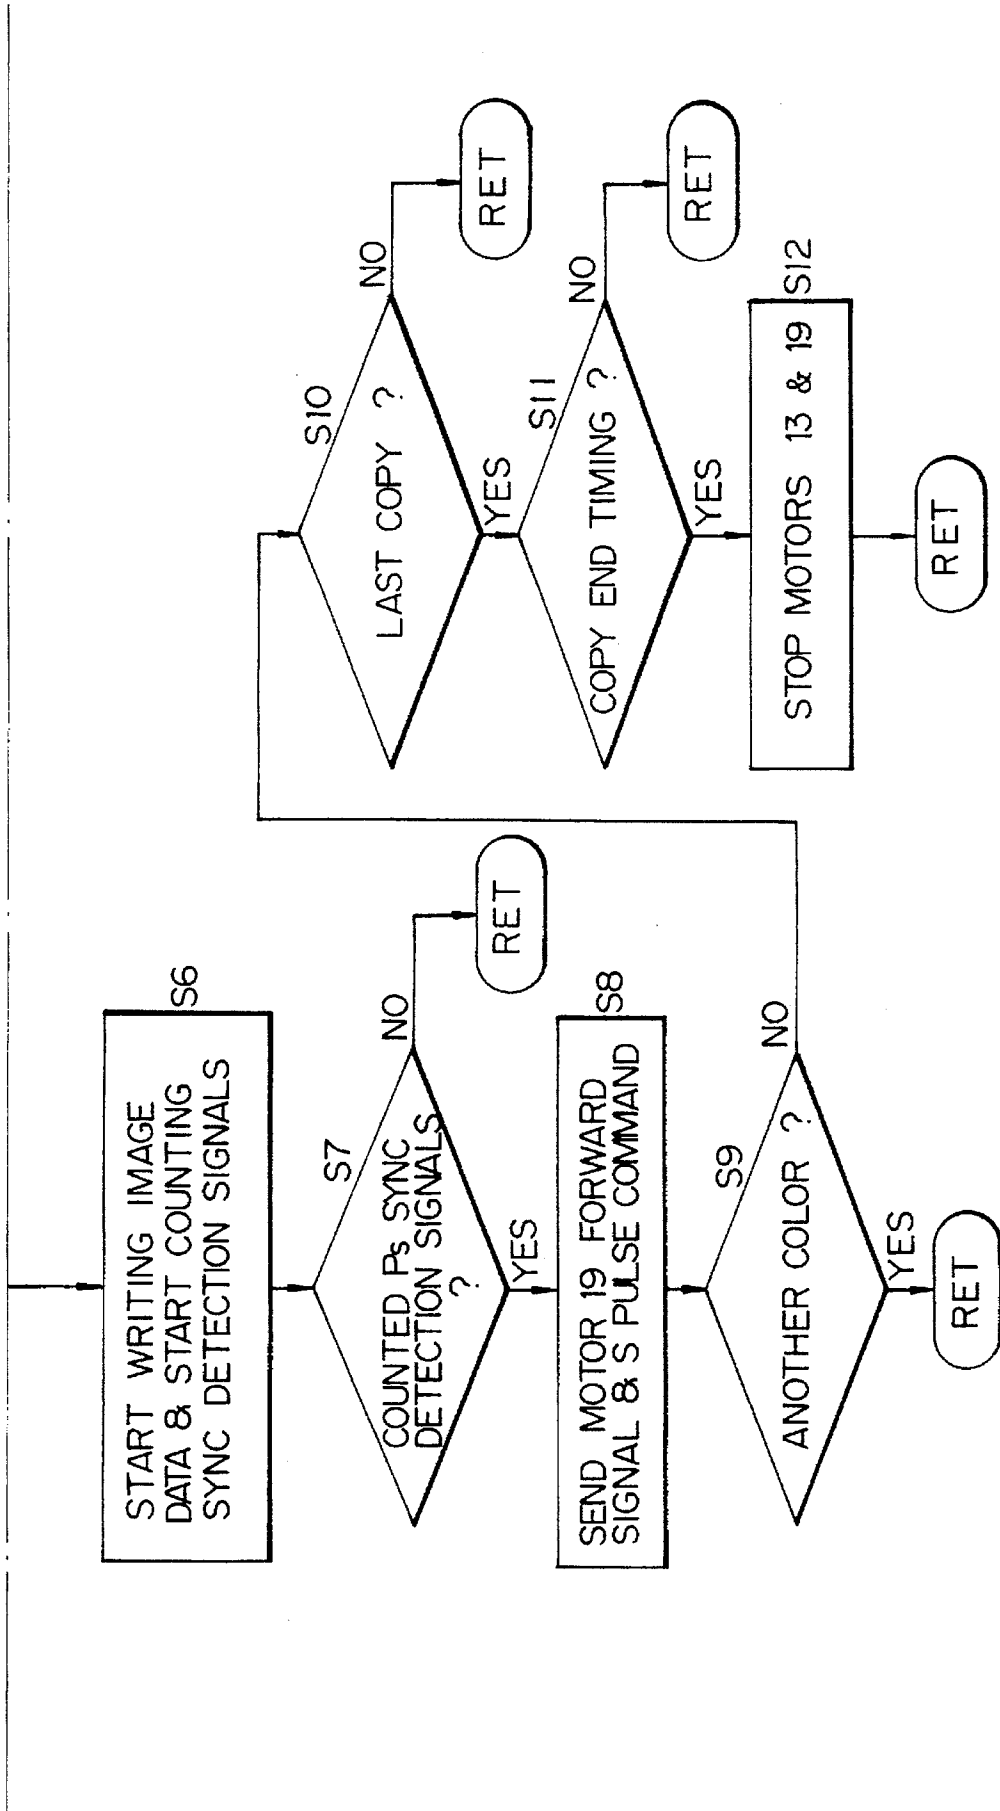 START WRITING IMAGE
DATA & START COUNTING
SYNC DETECTION SIGNALS
S6
S7
COUNTED Ps SYNC
DETECTION SIGNALS
?
NO
RET
YES
SEND MOTOR 19 FORWARD
SIGNAL & S PULSE COMMAND
S8
S9
ANOTHER COLOR ?
NO
YES
RET
S10
LAST COPY ?
NO
RET
YES
S11
COPY END TIMING ?
NO
RET
YES
STOP MOTORS 13 & 19
S12
RET